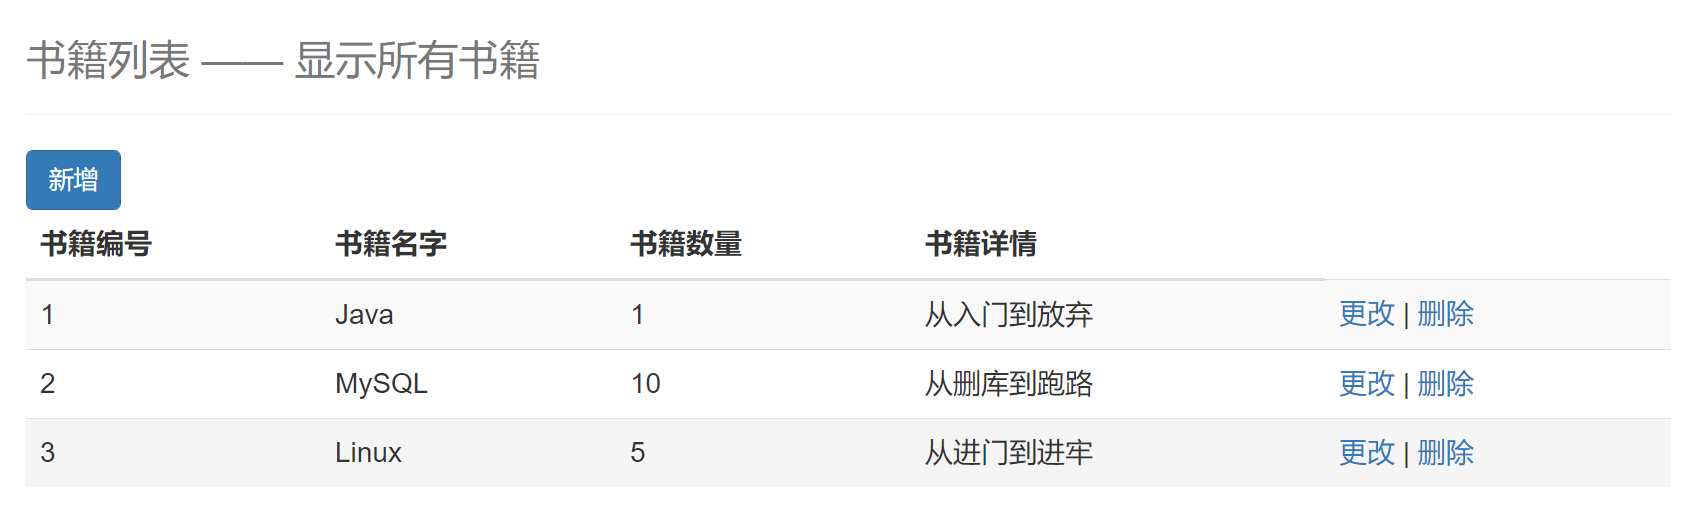 书籍列表 —— 显示所有书籍
新增
书籍编号 书籍名字 书籍数量 书籍详情
1 Java 1 从入门到放弃 更改 | 删除
2 MySQL 10 从删库到跑路 更改 | 删除
3 Linux 5 从进门到进牢 更改 | 删除